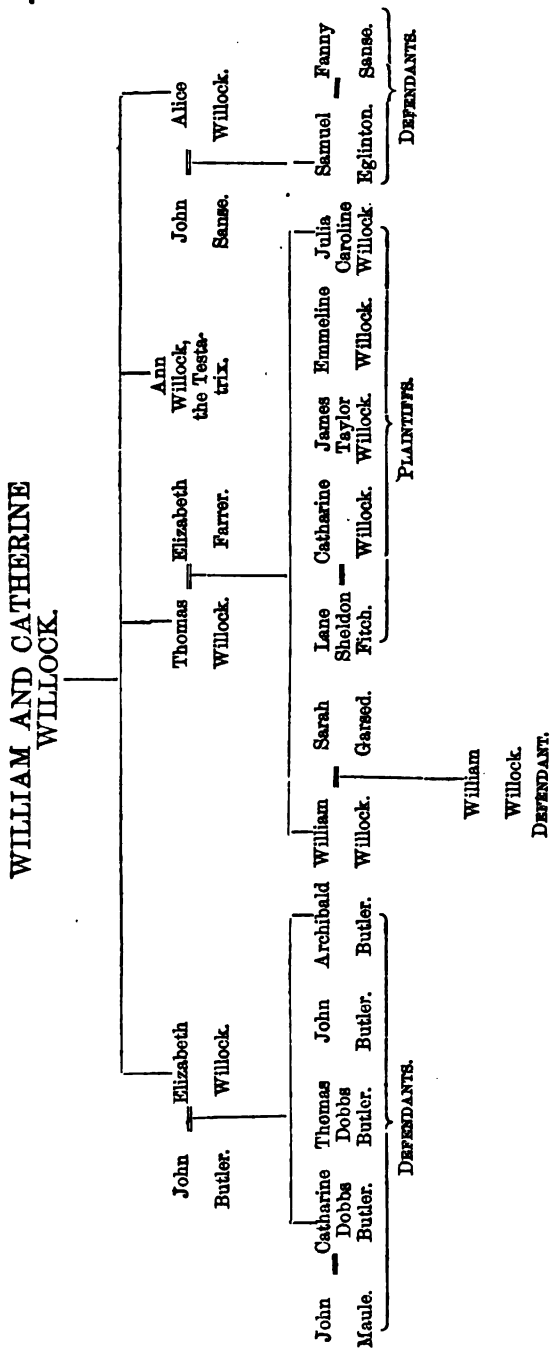 WILLIAM AND CATHERINE
WILLOCK.
John
Butler.
Elizabeth
Willock.
Thomas
Willock.
Elizabeth
Farrer.
Ann
Willock,
the Testa-
trix.
John
Sanse.
Alice
Willock.
John
Maule.
Catharine
Dobbs
Butler.
Thomas
Dobbs
Butler.
John
Butler.
Archibald
Butler.
DEFENDANTS.
William
Willock.
Sarah
Garsed.
William
Willock.
DEFENDANT.
Lane
Sheldon
Fitch.
Catharine
Willock.
James
Taylor
Willock.
Emmeline
Willock.
Julia
Caroline
Willock.
PLAINTIFFS.
Samuel
Eglinton.
Fanny
Sanse.
DEFENDANTS.